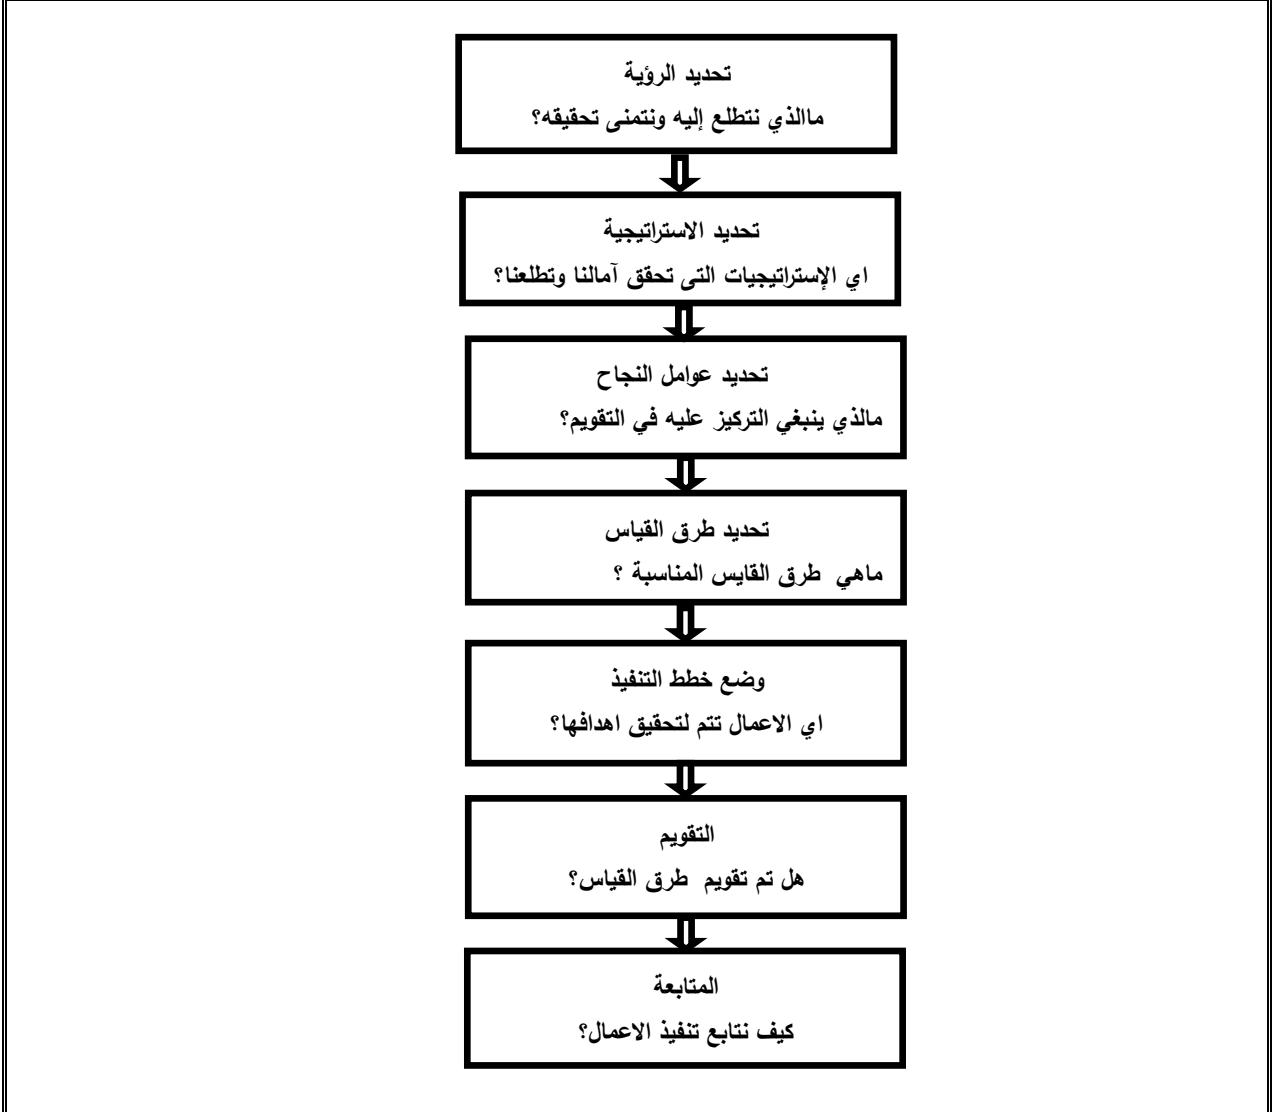 تحديد الرؤية
ماالذي نتطلع إليه ونتمنى تحقيقه؟
تحديد الاستراتيجية
اي الإستراتيجيات التى تحقق آمالنا وتطلعنا؟
تحديد عوامل النجاح
مالذي ينبغي التركيز عليه في التقويم؟
تحديد طرق القياس
ماهي طرق القايس المناسبة ؟
وضع خطط التنفيذ
اي الاعمال تتم لتحقيق اهدافها؟
التقويم
هل تم تقويم طرق القياس؟
المتابعة
كيف نتابع تنفيذ الاعمال؟